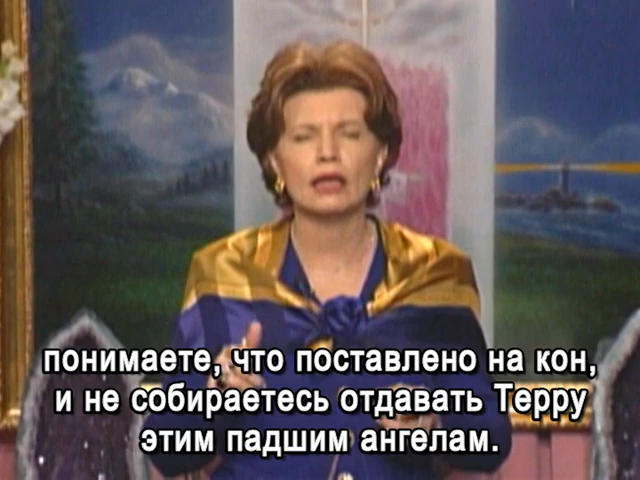 понимаете, что поставлено на кон,
и не собираетесь отдавать Терру
этим падшим ангелам.